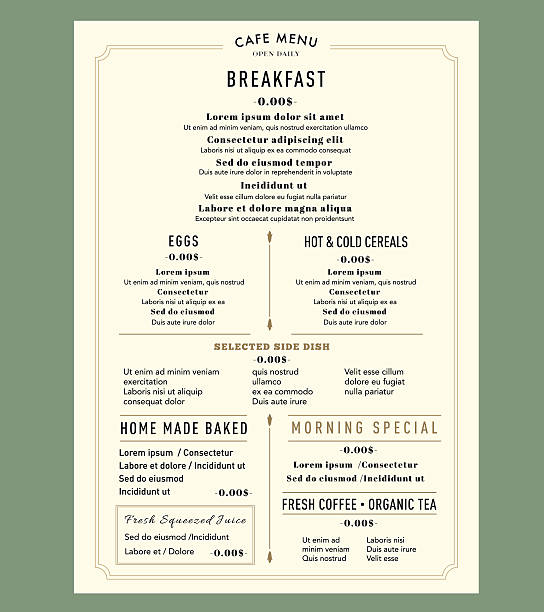 CAFE MENU
OPEN DAILY
BREAKFAST
-0.00$-
Lorem ipsum dolor sit amet
Ut enim ad minim veniam, quis nostrud exercitation ullamco
Consectetur adipiscing elit
Laboris nisi ut aliquip ex ea commodo consequat
Sed do eiusmod tempor
Duis aute irure dolor in reprehenderit in voluptate
Incididunt ut
Velit esse cillum dolore eu fugiat nulla pariatur
Labore et dolore magna aliqua
Excepteur sint occaecat cupidatat non proidentsunt
EGGS
-0.00$-
Lorem ipsum
Ut enim ad minim veniam, quis nostrud
Consectetur
Laboris nisi ut aliquip ex ea
Sed do eiusmod
Duis aute irure dolor
HOT & COLD CEREALS
-0.00$-
Lorem ipsum
Ut enim ad minim veniam, quis nostrud
Consectetur
Laboris nisi ut aliquip ex ea
Sed do eiusmod
Duis aute irure dolor
SELECTED SIDE DISH
-0.00$-
Ut enim ad minim veniam
exercitation
Laboris nisi ut aliquip
consequat dolor
quis nostrud
ullamco
ex ea commodo
Duis aute irure
Velit esse cillum
dolore eu fugiat
nulla pariatur
HOME MADE BAKED
Lorem ipsum / Consectetur
Labore et dolore / Incididunt ut
Sed do eiusmod
Incididunt ut -0.00$-
Fresh Squeezed Juice
Sed do eiusmod /Incididunt
Labore et / Dolore -0.00$-
MORNING SPECIAL
-0.00$-
Lorem ipsum /Consectetur
Sed do eiusmod /Incididunt ut
FRESH COFFEE • ORGANIC TEA
-0.00$-
Ut enim ad
minim veniam
Quis nostrud
Laboris nisi
Duis aute irure
Velit esse